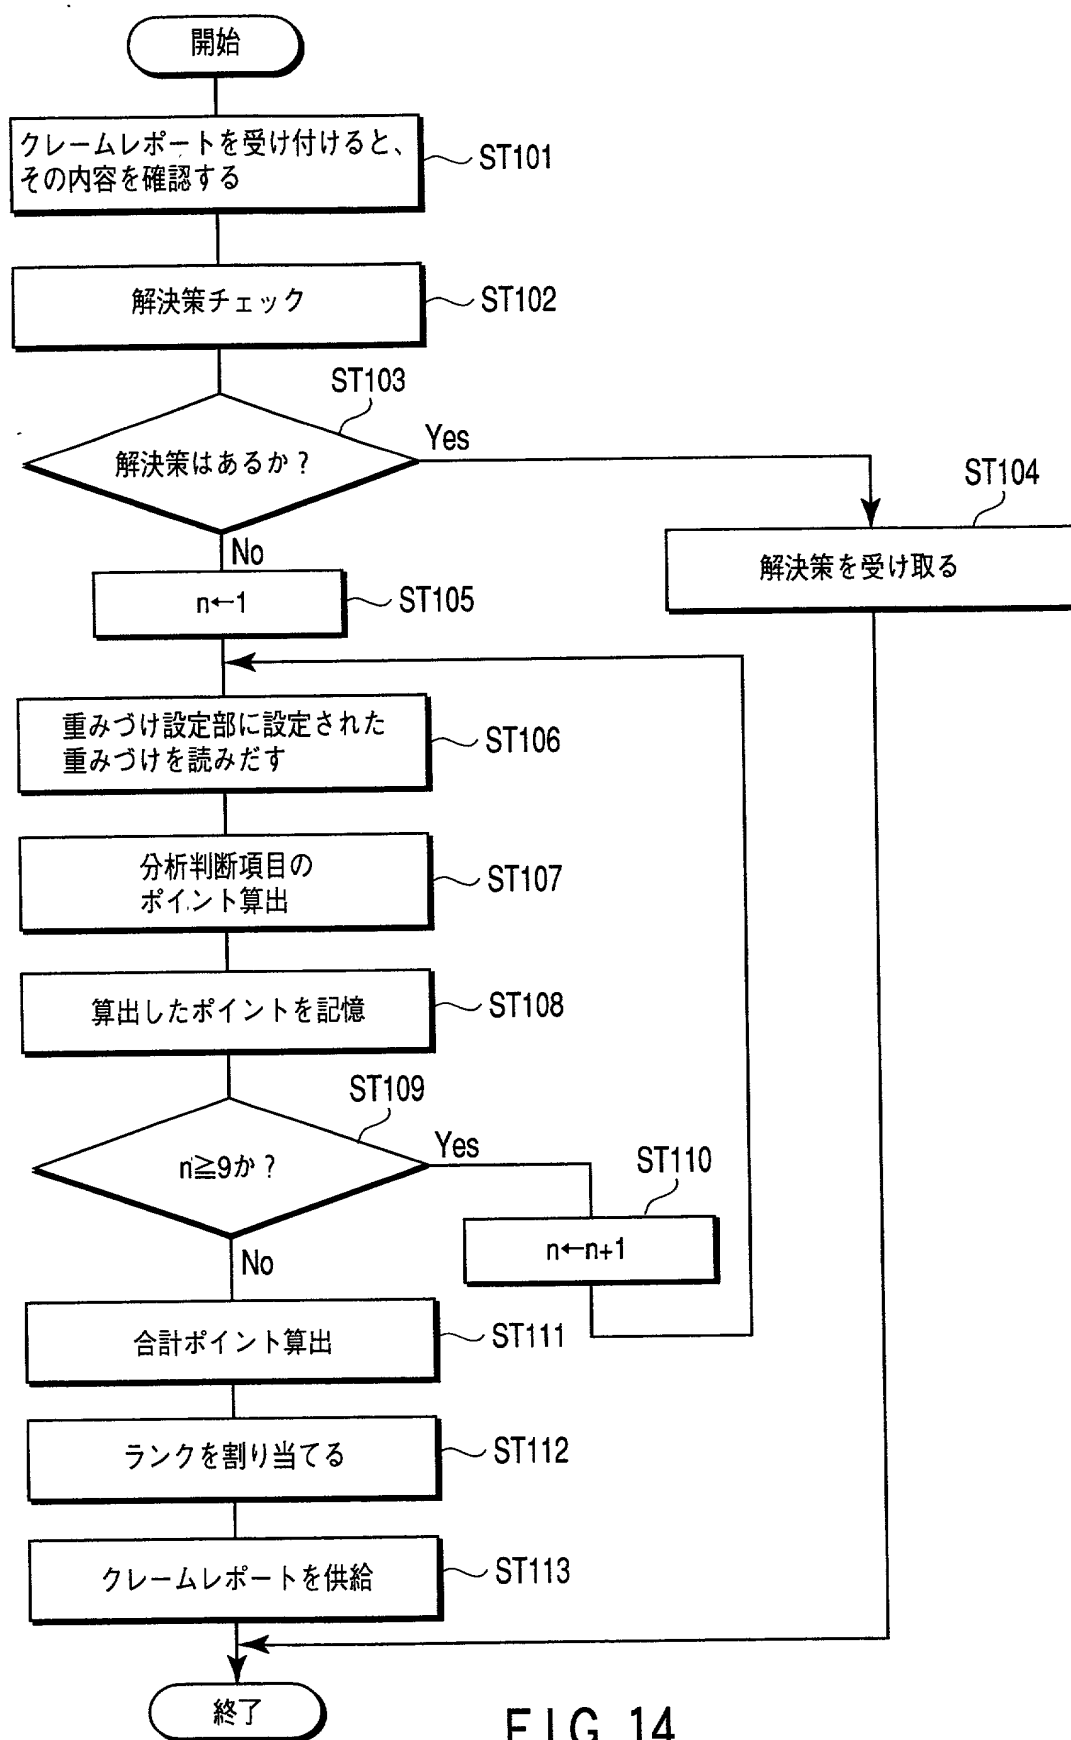 開始
クレームレポートを受け付けると、
その内容を確認する
ST101
解決策チェック
ST102
ST103
解決策はあるか?
Yes
No
ST104
解決策を受け取る
n←1
ST105
重みづけ設定部に設定された
重みづけを読みだす
ST106
分析判断項目の
ポイント算出
ST107
算出したポイントを記憶
ST108
ST109
n≧9か?
Yes
No
ST110
n←n+1
合計ポイント算出
ST111
ランクを割り当てる
ST112
クレームレポートを供給
ST113
終了
FIG. 14